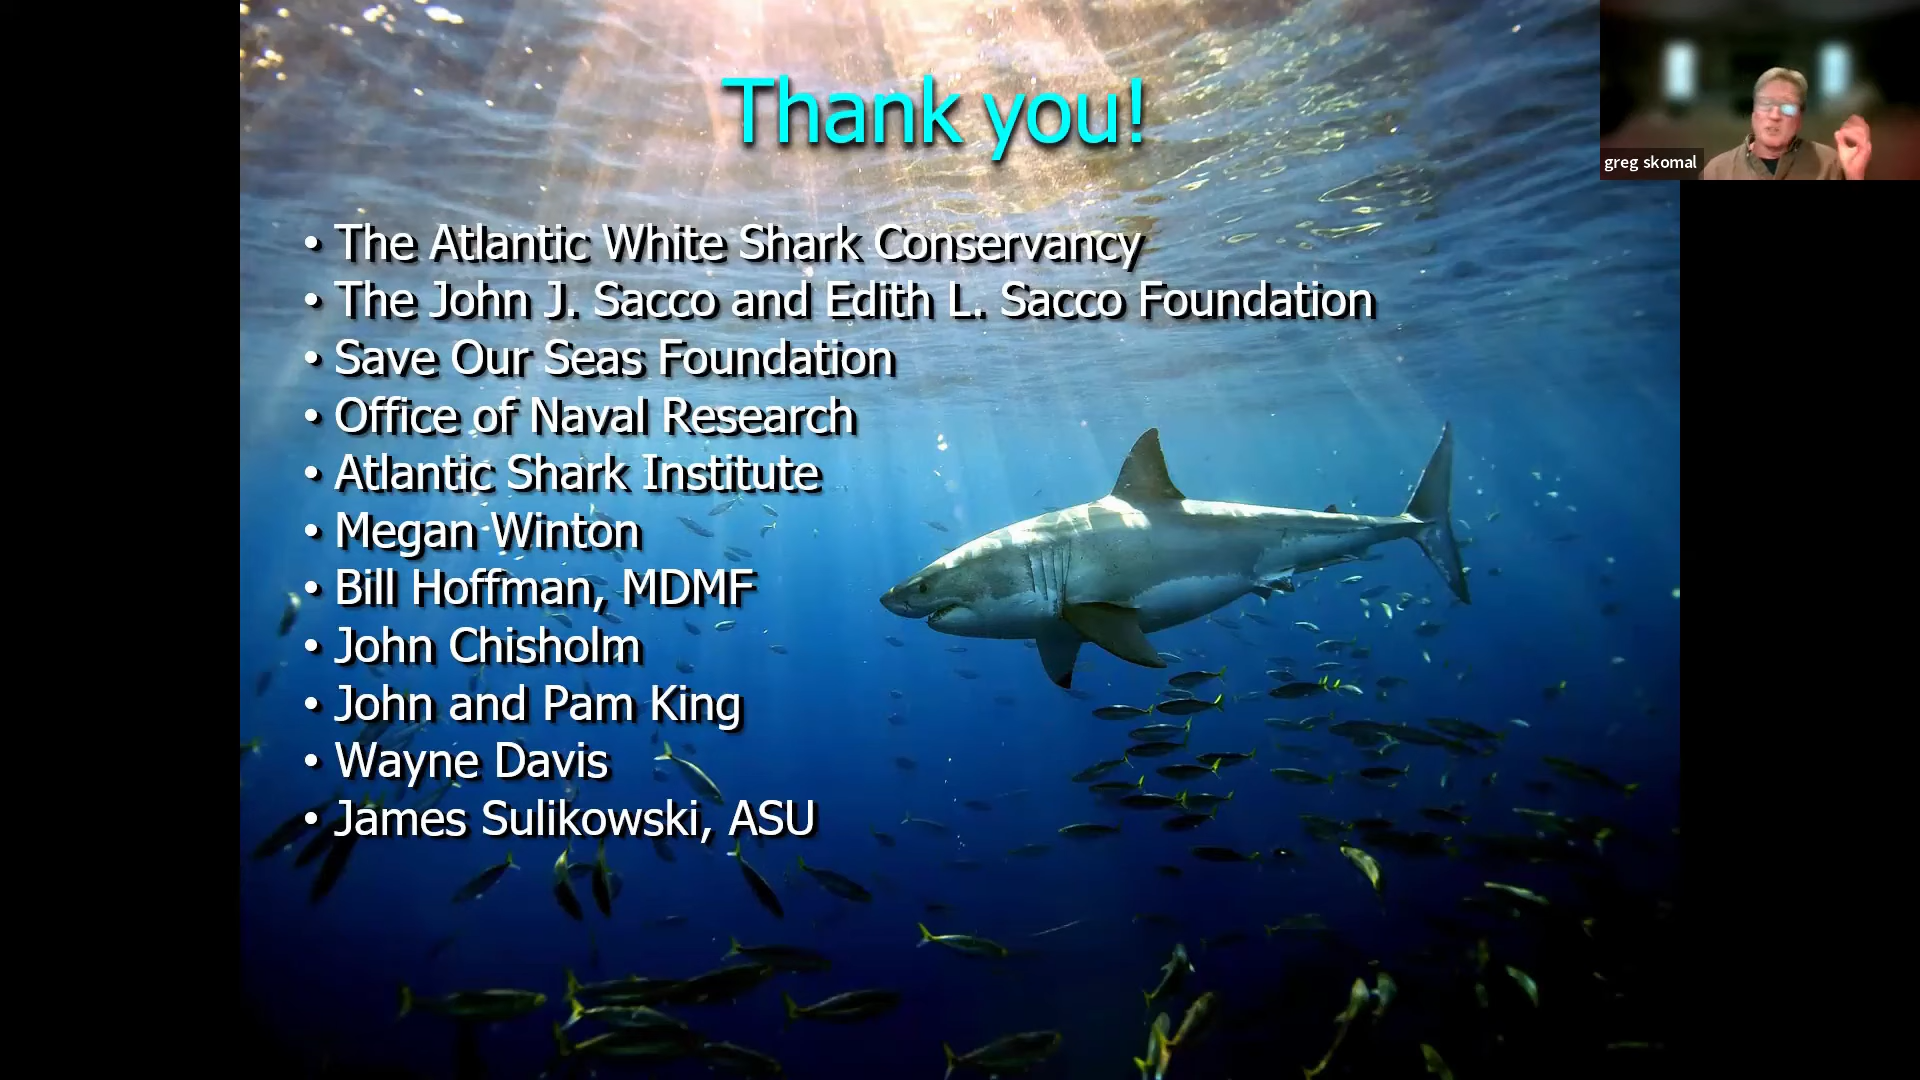 Thank you!
greg skomal
• The Atlantic White Shark Conservancy
• The John J. Sacco and Edith L. Sacco Foundation
• Save Our Seas Foundation
• Office of Naval Research
• Atlantic Shark Institute
• Megan Winton
• Bill Hoffman, MDMF
• John Chisholm
• John and Pam King
• Wayne Davis
• James Sulikowski, ASU